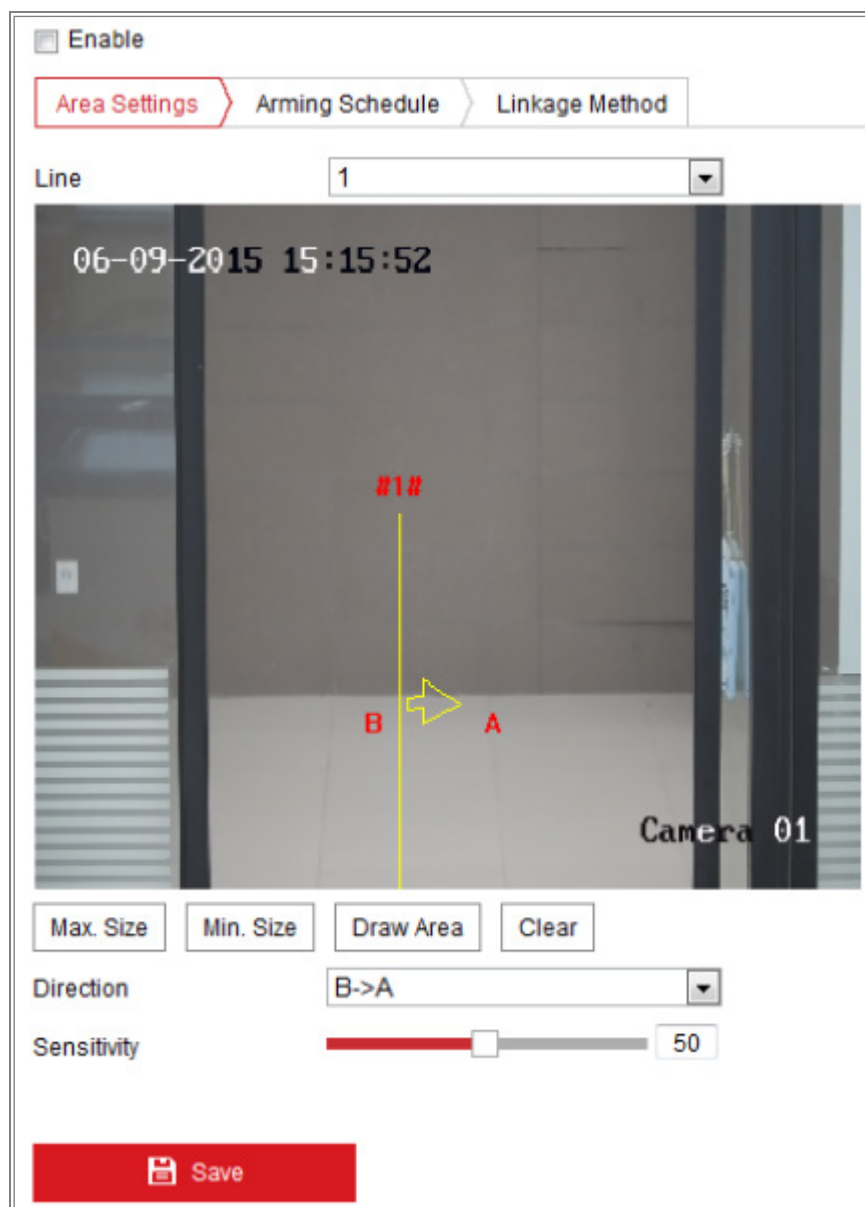 Enable
Area Settings Arming Schedule Linkage Method
Line 1
06-09-2015 15:15:52
#1#
B A
Camera 01
Max. Size Min. Size Draw Area Clear
Direction B->A
Sensitivity 50
Save